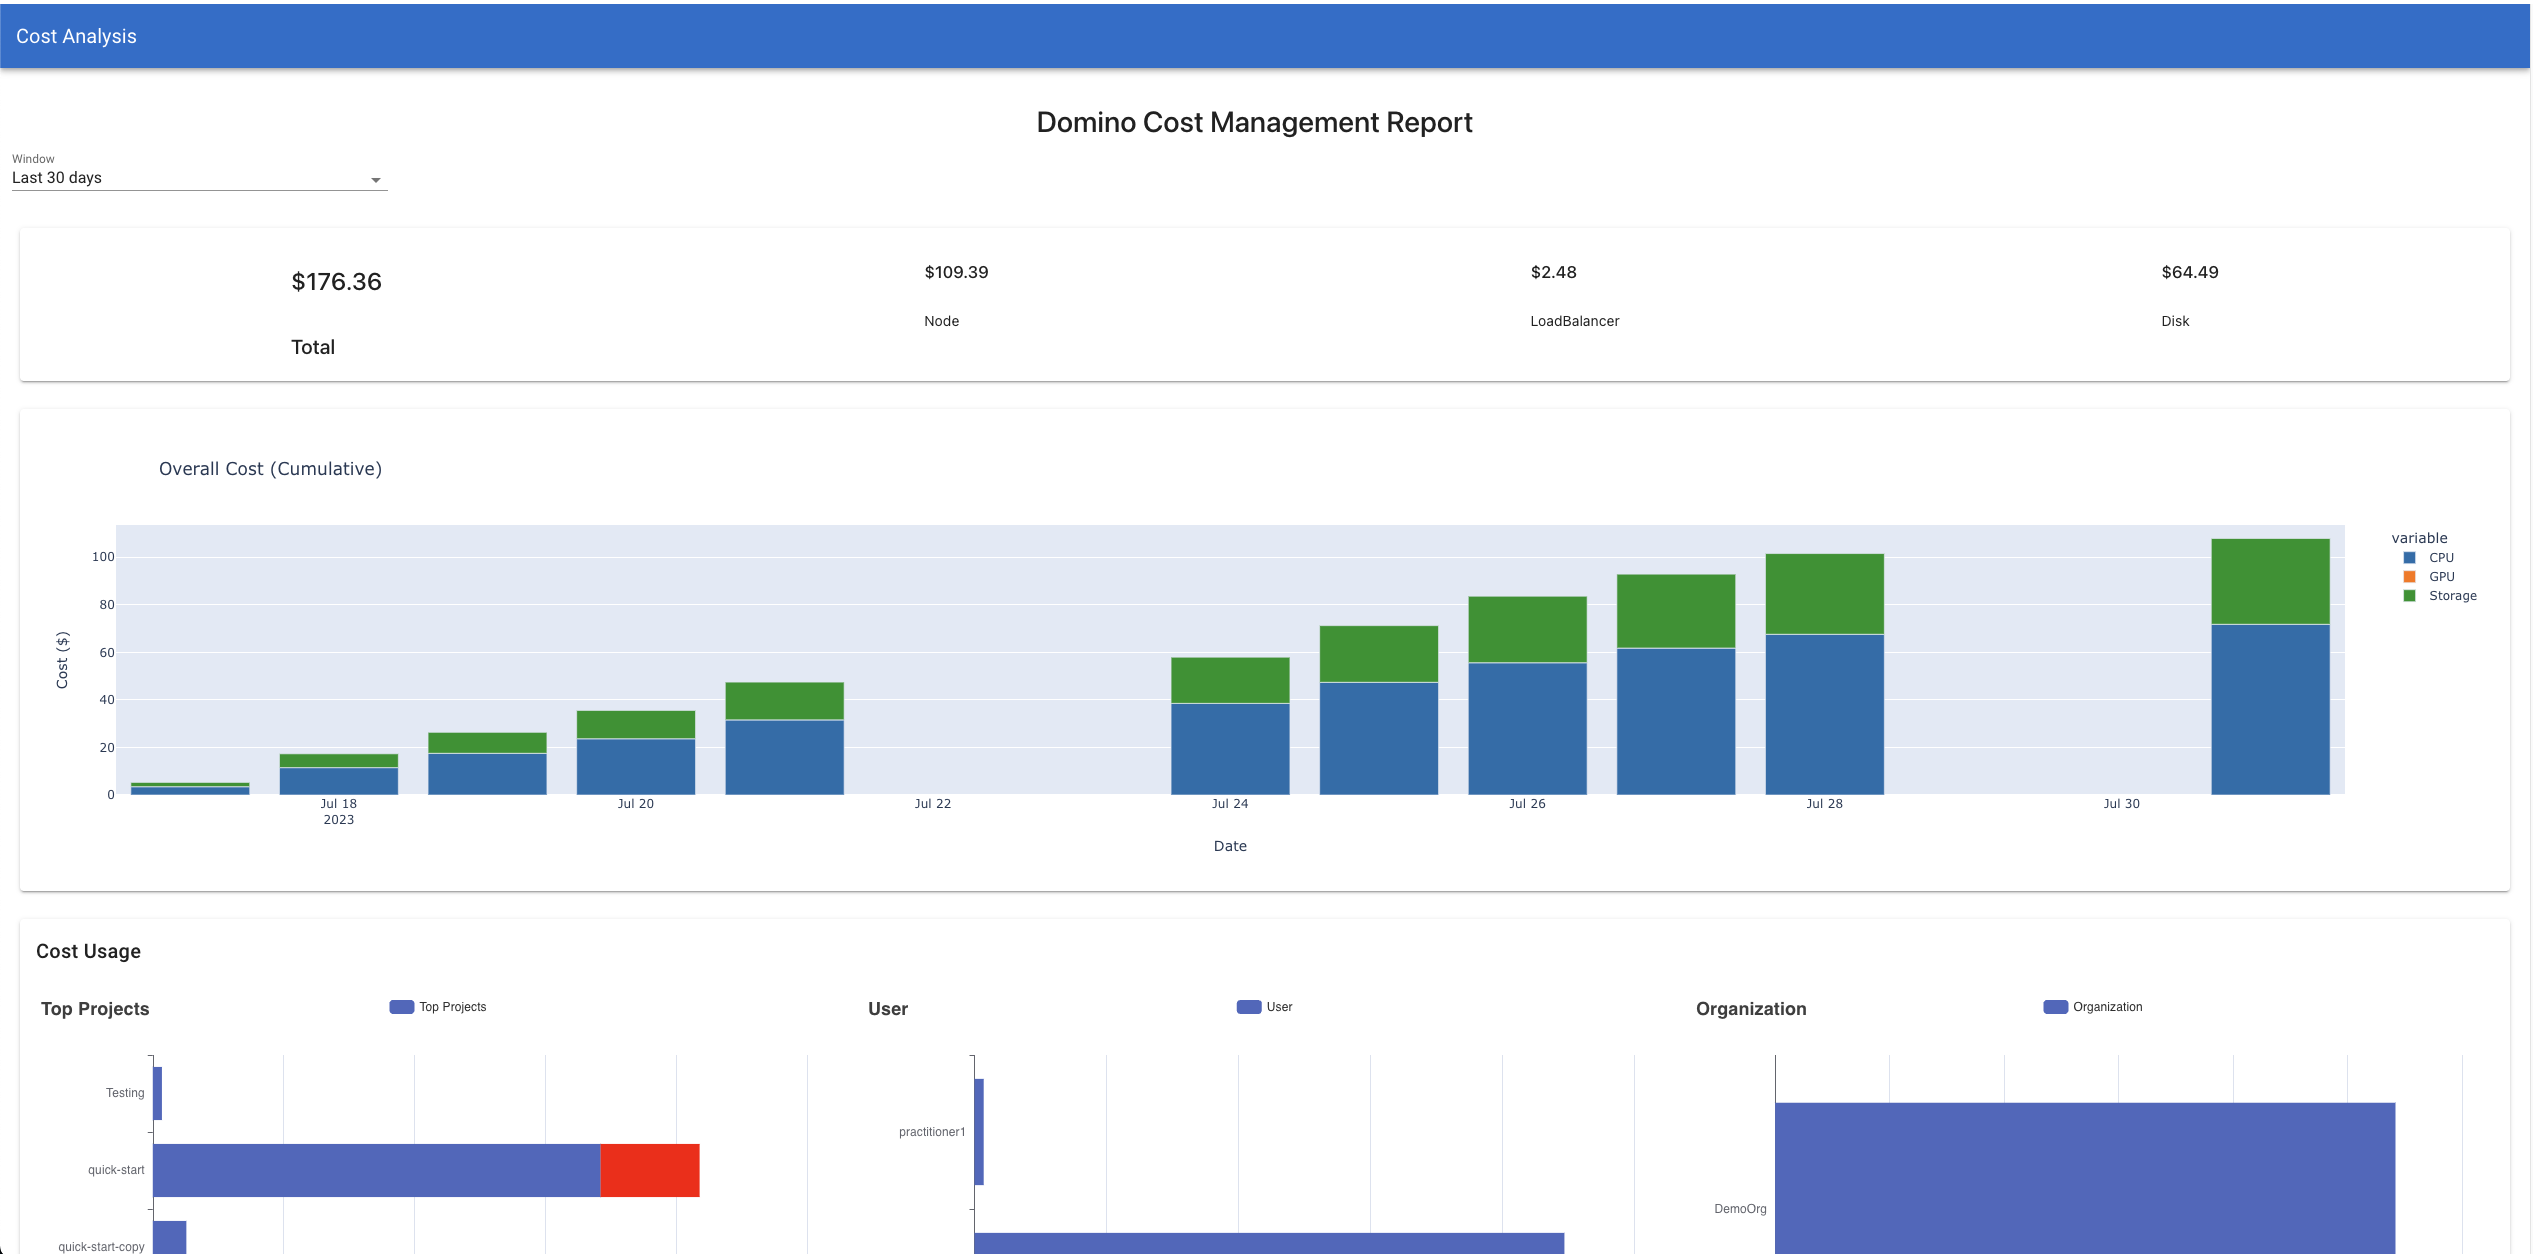 Cost Analysis
Domino Cost Management Report
Window
Last 30 days
$176.36
Total
$109.39
Node
$2.48
LoadBalancer
$64.49
Disk
Overall Cost (Cumulative)
variable
CPU
GPU
Storage
Cost ($)
100
80
60
40
20
0
Jul 18
2023
Jul 20
Jul 22
Jul 24
Jul 26
Jul 28
Jul 30
Date
Cost Usage
Top Projects
Top Projects
Testing
quick-start
quick-start-copy
User
User
practitioner1
Organization
Organization
DemoOrg